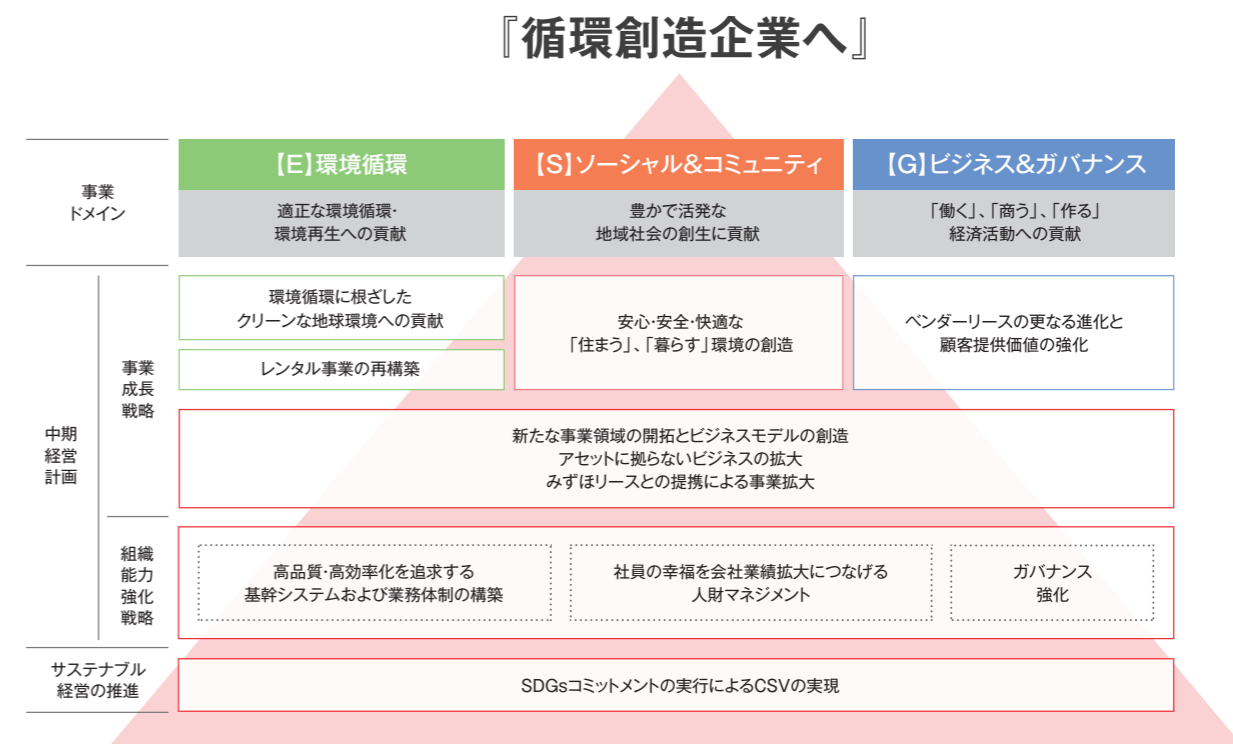 『循環創造企業へ』
事業
ドメイン
【E】環境循環
適正な環境循環・
環境再生への貢献
【S】ソーシャル&コミュニティ
豊かで活発な
地域社会の創生に貢献
【G】ビジネス&ガバナンス
「働く」、「商う」、「作る」
経済活動への貢献
中期
経営
計画
事業
成長
戦略
環境循環に根ざした
クリーンな地球環境への貢献
レンタル事業の再構築
安心・安全・快適な
「住まう」、「暮らす」環境の創造
ベンダーリースの更なる進化と
顧客提供価値の強化
新たな事業領域の開拓とビジネスモデルの創造
アセットに拠らないビジネスの拡大
みずほリースとの提携による事業拡大
組織
能力
強化
戦略
高品質・高効率化を追求する
基幹システムおよび業務体制の構築
社員の幸福を会社業績拡大につなげる
人財マネジメント
ガバナンス
強化
サステナブル
経営の推進
SDGsコミットメントの実行によるCSVの実現